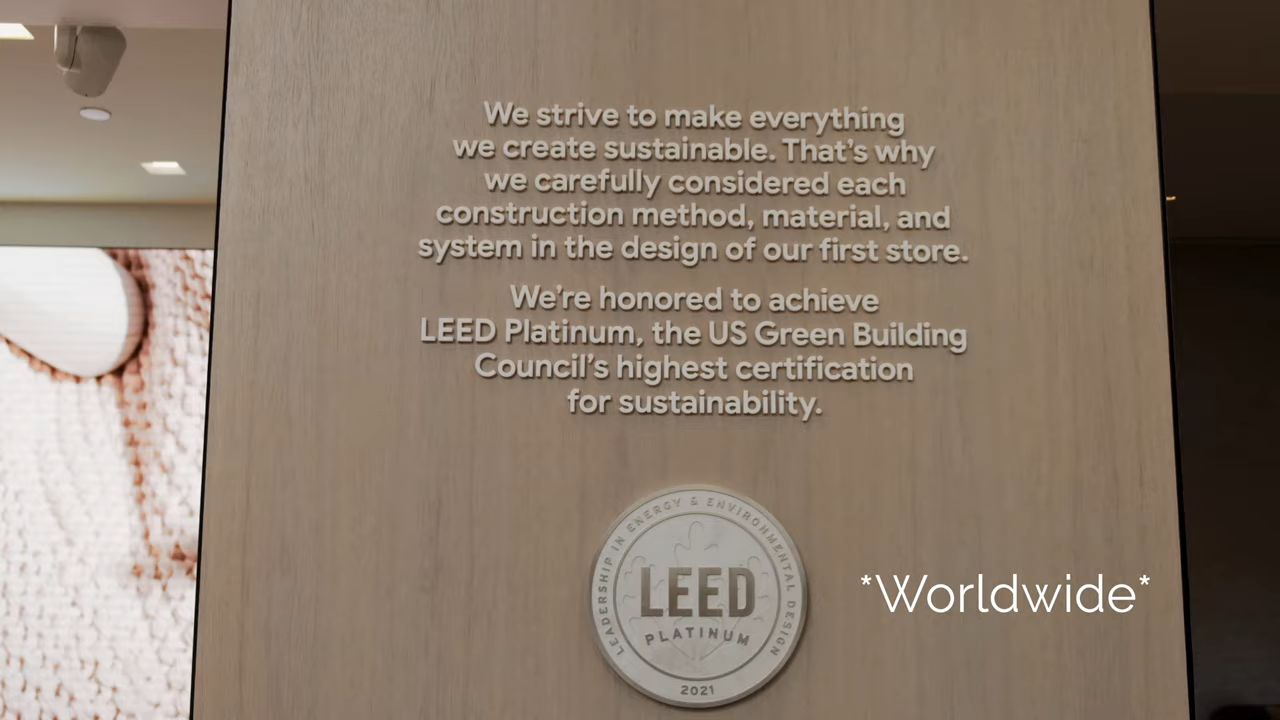 We strive to make everything
we create sustainable. That's why
we carefully considered each
construction method, material, and
system in the design of our first store.
We're honored to achieve
LEED Platinum, the US Green Building
Council's highest certification
for sustainability.
LEADERSHIP IN ENERGY & ENVIRONMENTAL DESIGN
LEED
PLATINUM
2021
*Worldwide*